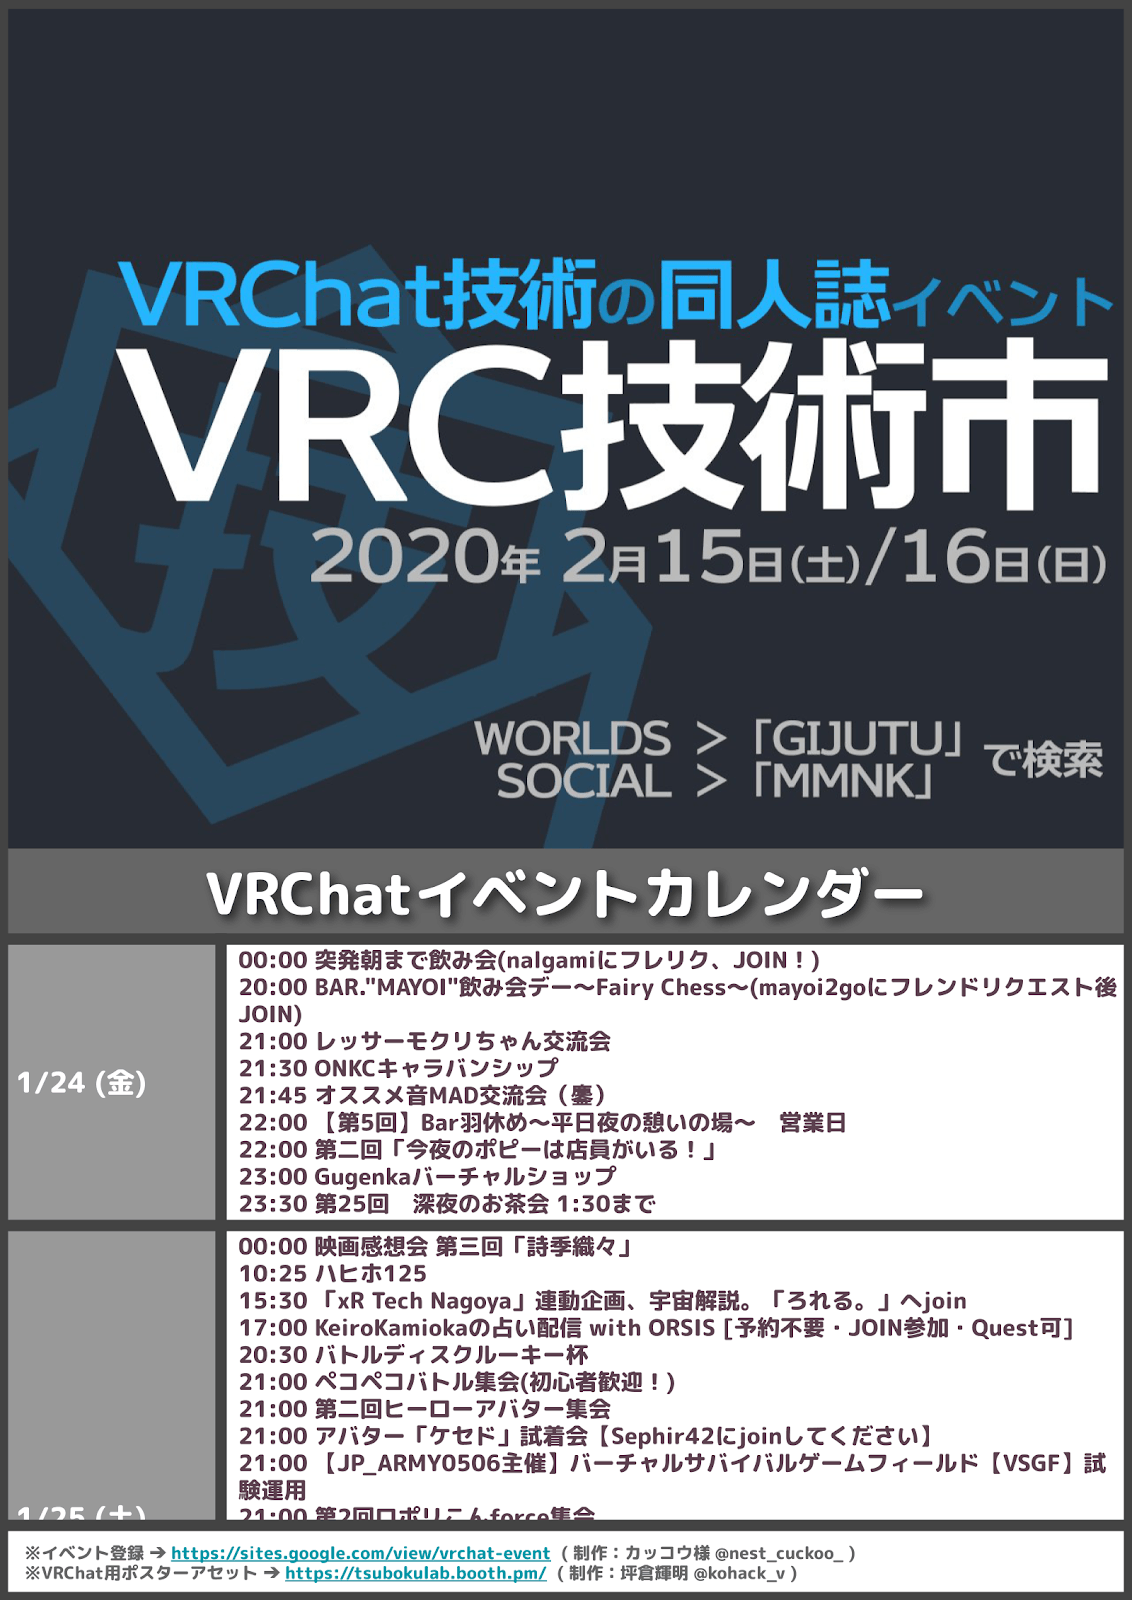 VRChat技術の同人誌イベント
VRC技術市
2020年 2月15日(土)/16日(日)
WORLDS >「GIJUTU」で検索
SOCIAL >「MMNK」
VRChatイベントカレンダー
1/24 (金)
00:00 突発朝まで飲み会(nalgamiにフレリク、JOIN！)
20:00 BAR."MAYOI"飲み会デー〜Fairy Chess〜(mayoi2goにフレンドリクエスト後
JOIN)
21:00 レッサーモクリちゃん交流会
21:30 ONKCキャラバンシップ
21:45 オススメ音MAD交流会（鏖）
22:00 【第5回】Bar羽休め〜平日夜の憩いの場〜　営業日
22:00 第二回「今夜のポピーは店員がいる！」
23:00 Gugenkaバーチャルショップ
23:30 第25回　深夜のお茶会 1:30まで
1/25 (土)
00:00 映画感想会 第三回「詩季織々」
10:25 ハヒホ125
15:30 「xR Tech Nagoya」連動企画、宇宙解説。「ろれる。」へjoin
17:00 KeiroKamiokaの占い配信 with ORSIS [予約不要・JOIN参加・Quest可]
20:30 バトルディスクルーキー杯
21:00 ペコペコバトル集会(初心者歓迎！)
21:00 第二回ヒーローアバター集会
21:00 アバター「ケセド」試着会【Sephir42にjoinしてください】
21:00 【JP_ARMY0506主催】バーチャルサバイバルゲームフィールド【VSGF】試
験運用
21:00 第2回ロポリこんforce集会
※イベント登録 → https://sites.google.com/view/vrchat-event ( 制作：カッコウ様 @nest_cuckoo_ )
※VRChat用ポスターアセット → https://tsubokulab.booth.pm/ ( 制作：坪倉輝明 @kohack_v )